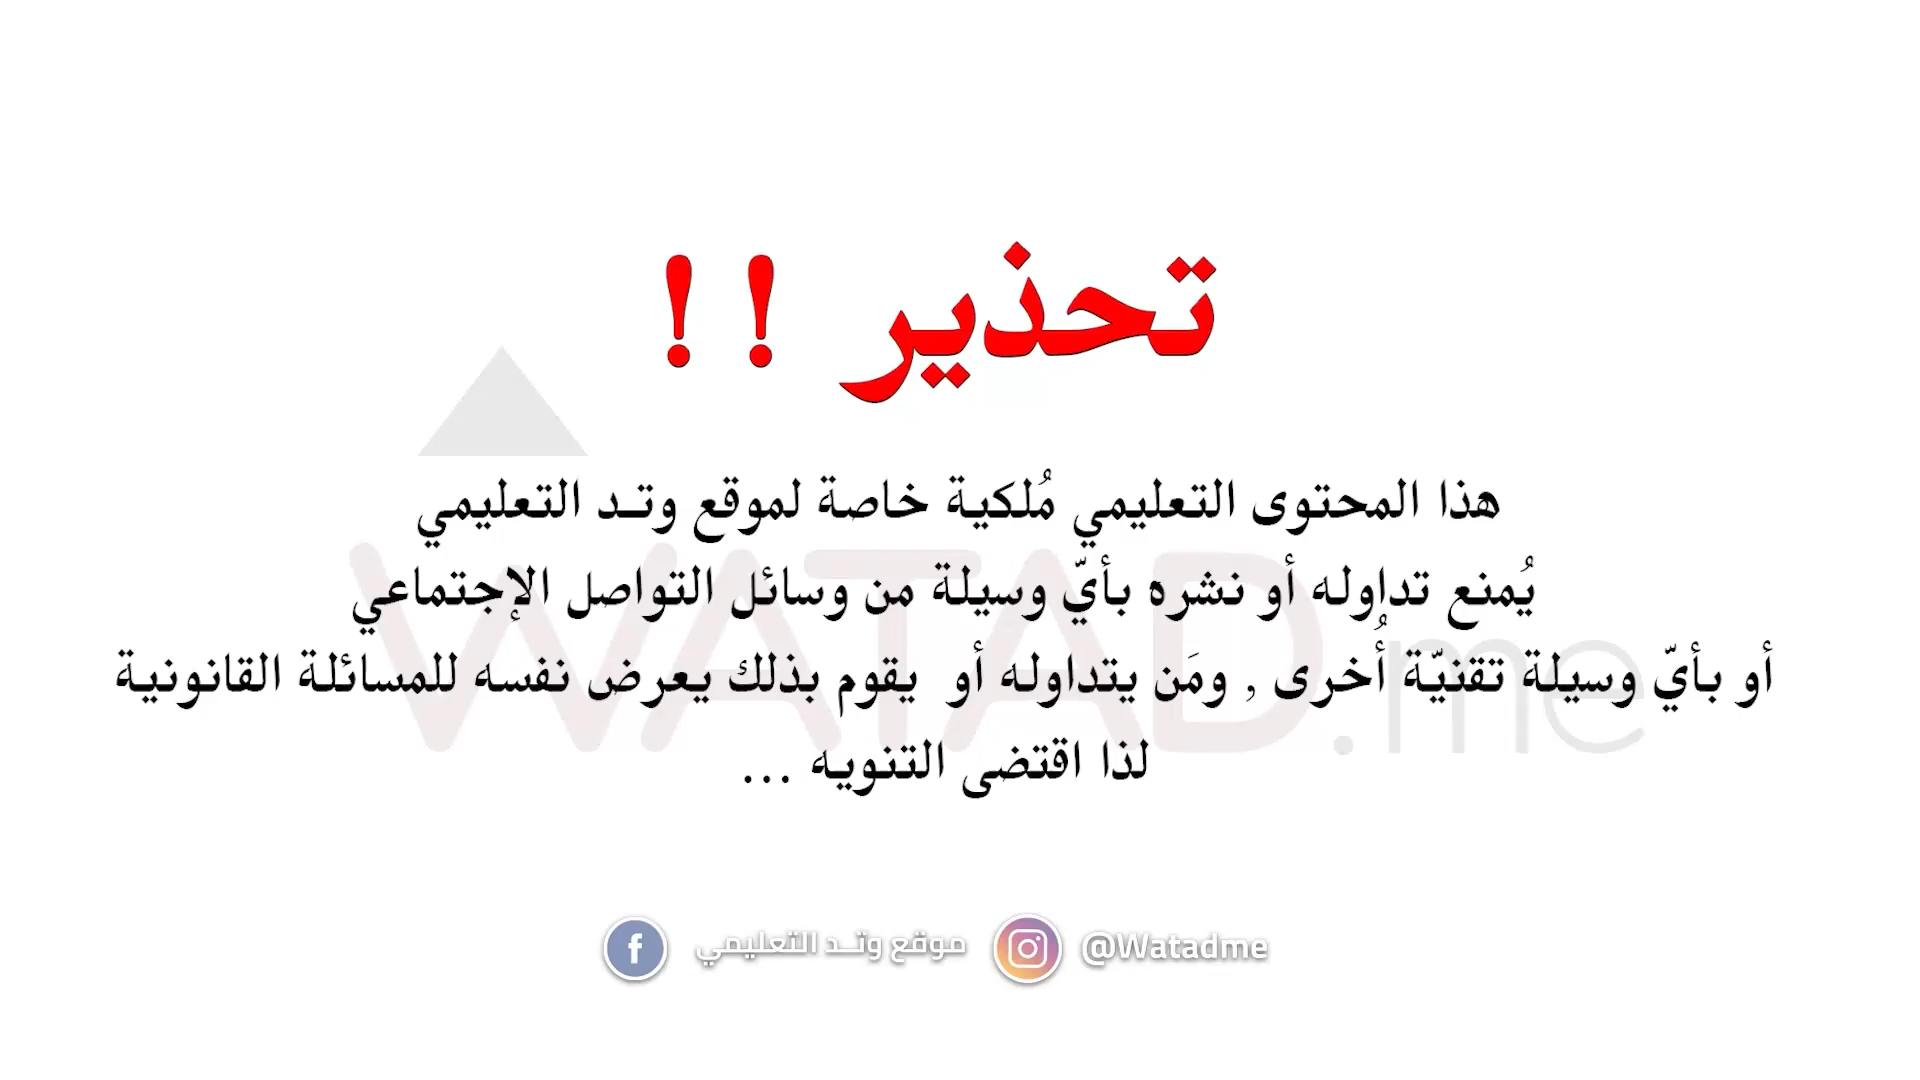 تحذير ! !
هذا المحتوى التعليمي مُلكية خاصة لموقع وتـد التعليمي
يُمنع تداوله أو نشره بأيّ وسيلة من وسائل التواصل الإجتماعي
أو بأيّ وسيلة تقنيّة أُخرى , ومَن يتداوله أو يقوم بذلك يعرض نفسه للمسائلة القانونية
لذا اقتضى التنويه ...
WATAD.me
موقع وتـد التعليمي @Watadme